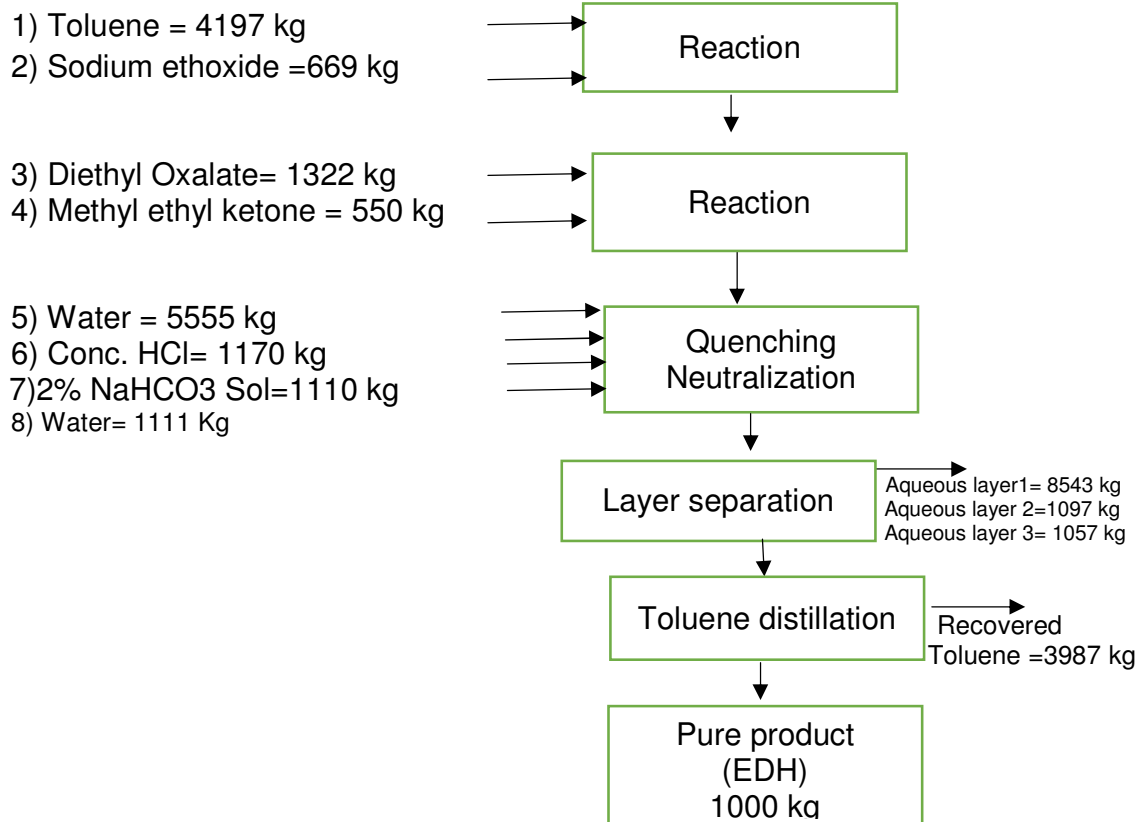 1) Toluene = 4197 kg
2) Sodium ethoxide =669 kg
Reaction
3) Diethyl Oxalate= 1322 kg
4) Methyl ethyl ketone = 550 kg
Reaction
5) Water = 5555 kg
6) Conc. HCl= 1170 kg
7)2% NaHCO3 Sol=1110 kg
8) Water= 1111 Kg
Quenching
Neutralization
Layer separation
Aqueous layer1= 8543 kg
Aqueous layer 2=1097 kg
Aqueous layer 3= 1057 kg
Toluene distillation
Recovered
Toluene =3987 kg
Pure product
(EDH)
1000 kg